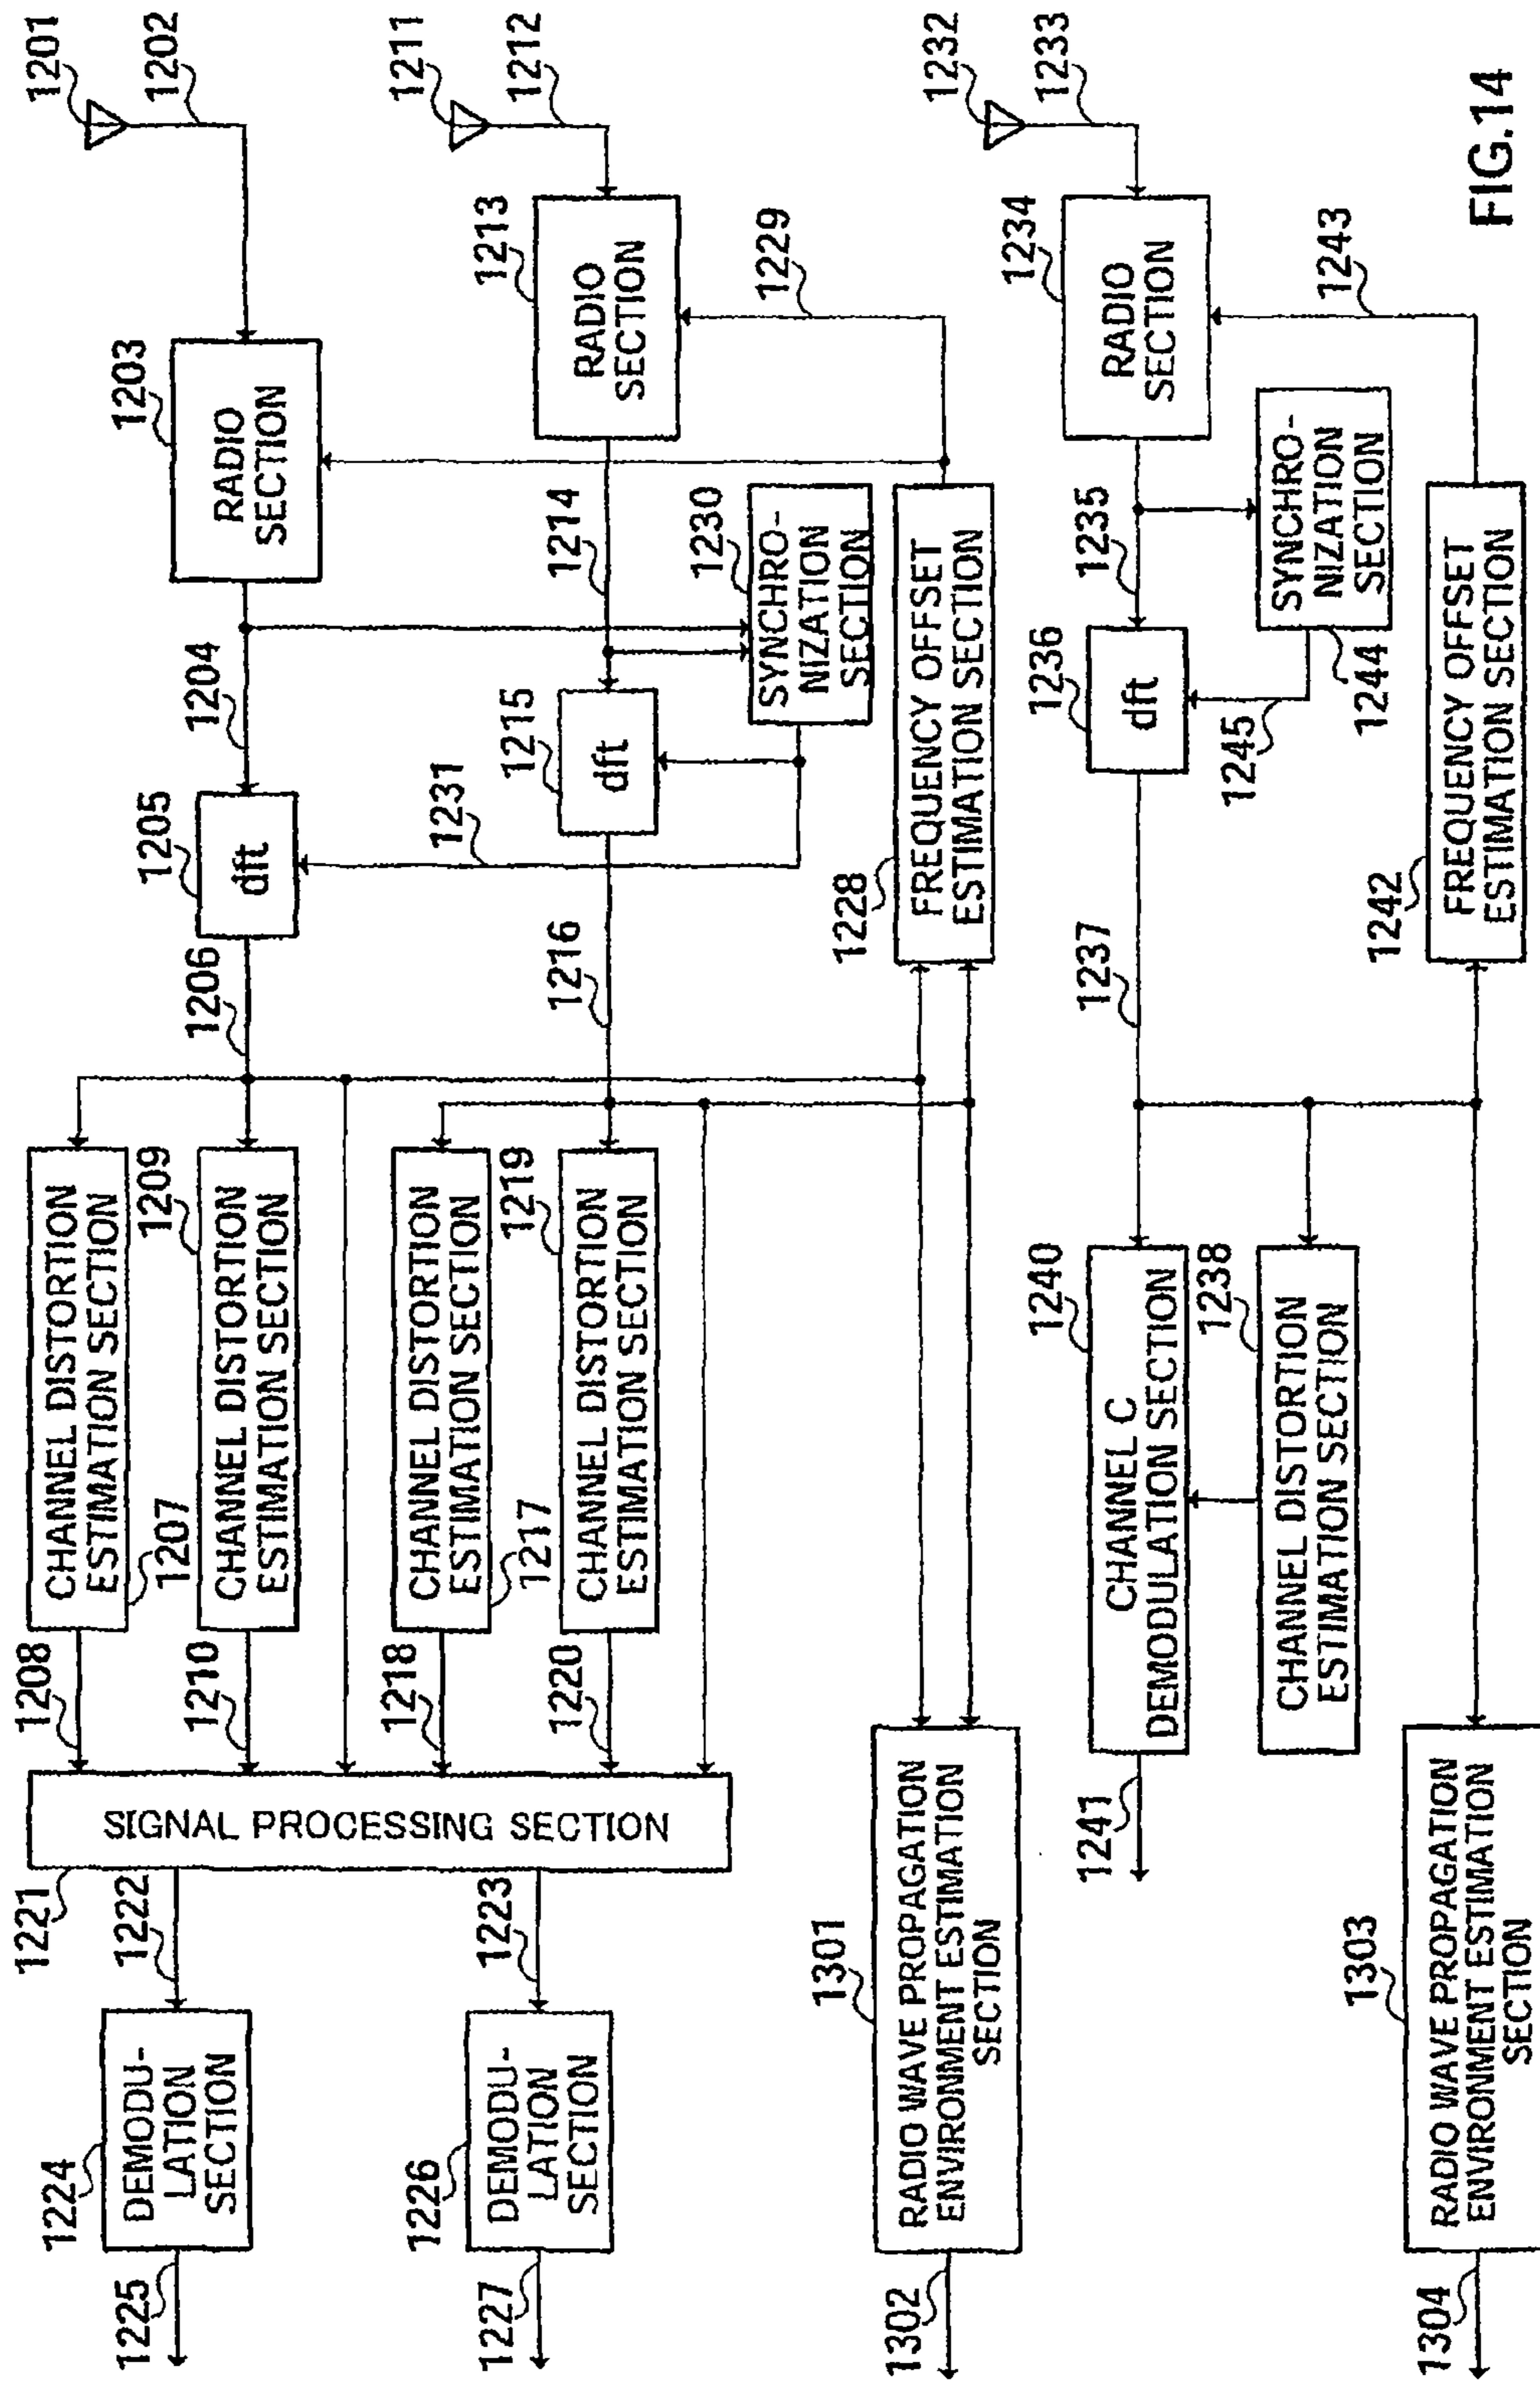 1201
1202
1203
RADIO
SECTION
1204
1205
dft
1206
CHANNEL DISTORTION
ESTIMATION SECTION
1207
1208
1209
CHANNEL DISTORTION
ESTIMATION SECTION
1210
1211
1212
1213
RADIO
SECTION
1214
1215
dft
1216
CHANNEL DISTORTION
ESTIMATION SECTION
1217
1218
1219
CHANNEL DISTORTION
ESTIMATION SECTION
1220
SIGNAL PROCESSING SECTION
1221
1222
1223
1224
DEMODU-
LATION
SECTION
1225
1226
DEMODU-
LATION
SECTION
1227
1228
FREQUENCY OFFSET
ESTIMATION SECTION
1229
1230
SYNCHRO-
NIZATION
SECTION
1231
1301
RADIO WAVE PROPAGATION
ENVIRONMENT ESTIMATION
SECTION
1302
1232
1233
1234
RADIO
SECTION
1235
1236
dft
1237
1238
CHANNEL DISTORTION
ESTIMATION SECTION
1240
CHANNEL C
DEMODULATION SECTION
1241
1242
FREQUENCY OFFSET
ESTIMATION SECTION
1243
SYNCHRO-
NIZATION
SECTION
1244
1245
1303
RADIO WAVE PROPAGATION
ENVIRONMENT ESTIMATION
SECTION
1304
FIG.14